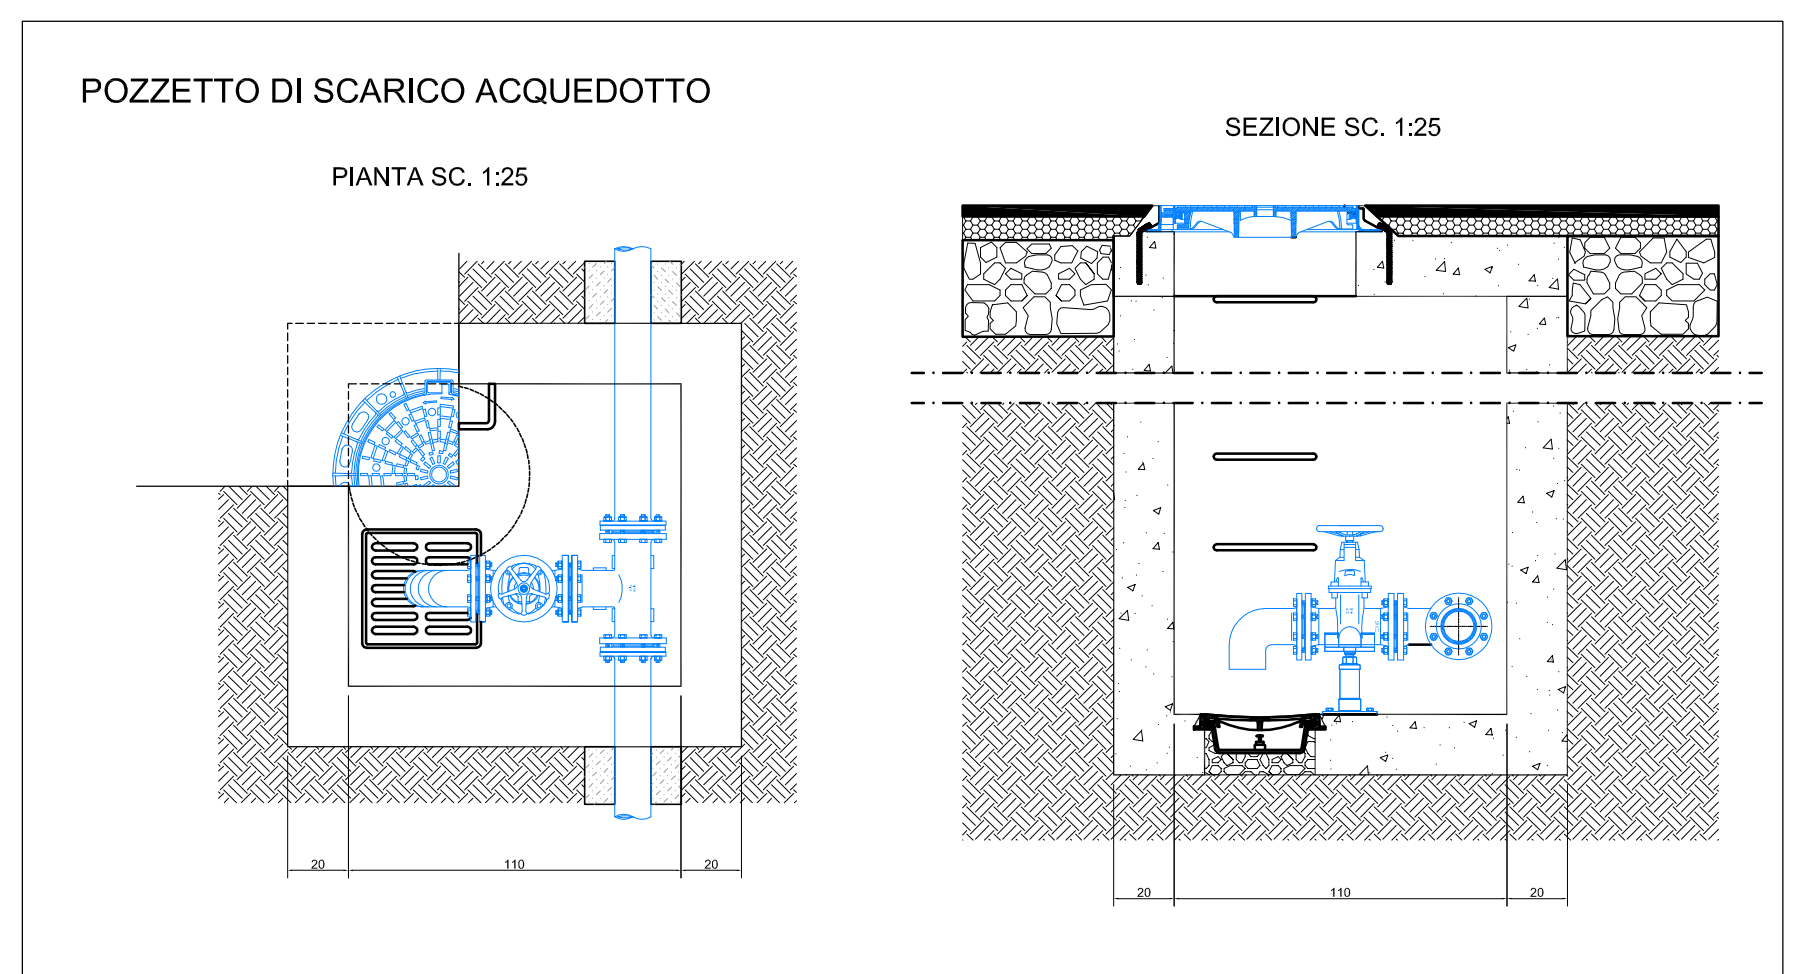 POZZETTO DI SCARICO ACQUEDOTTO
SEZIONE SC. 1:25
PIANTA SC. 1:25
20 110 20
20 110 20